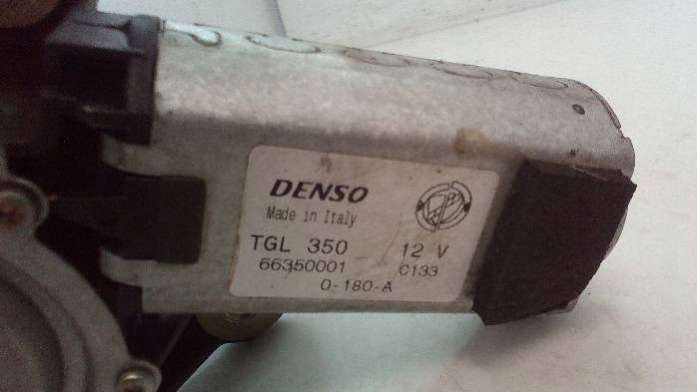 DENSO
Made in Italy
TGL 350 12 V
66350001 C133
0-180-A